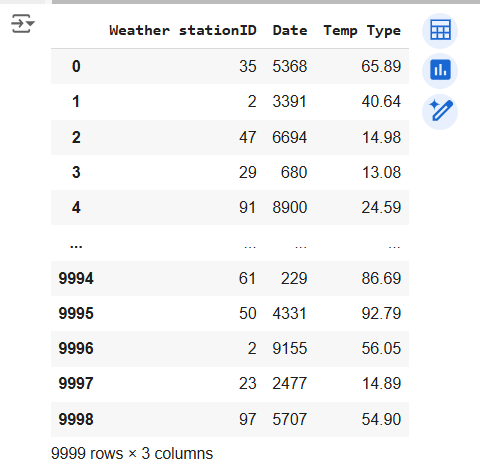 Weather stationID Date Temp Type
0 35 5368 65.89
1 2 3391 40.64
2 47 6694 14.98
3 29 680 13.08
4 91 8900 24.59
... ... ... ...
9994 61 229 86.69
9995 50 4331 92.79
9996 2 9155 56.05
9997 23 2477 14.89
9998 97 5707 54.90
9999 rows × 3 columns